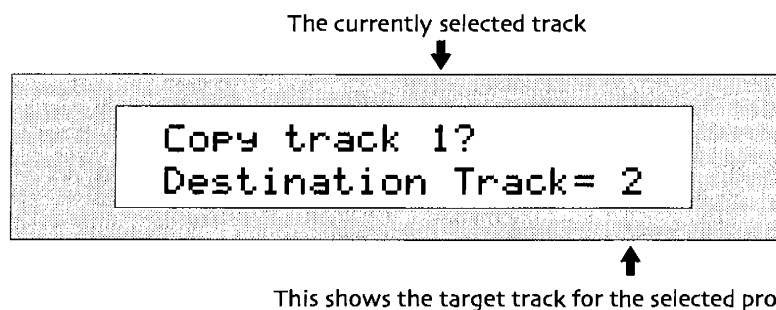 The currently selected track
Copy track 1?
Destination Track= 2
This shows the target track for the selected pro